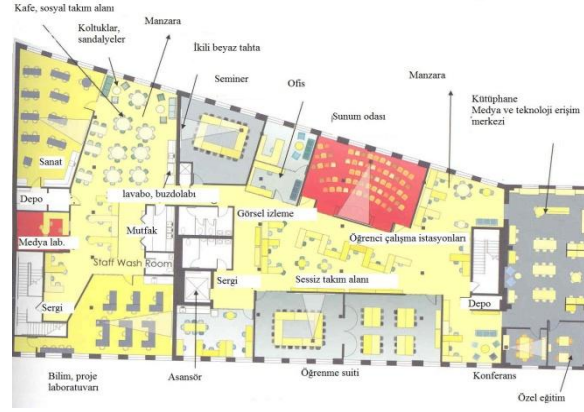 Kafe, sosyal takım alanı
Koltuklar,
sandalyeler
Manzara
İkili beyaz tahta
Seminer
Ofis
Sunum odası
Manzara
Kütüphane
Medya ve teknoloji erişim
merkezi
Sanat
Depo
lavabo, buzdolabı
Medya lab.
Mutfak
Görsel izleme
Öğrenci çalışma istasyonları
Staff Wash Room
Sergi
Sergi
Sessiz takım alanı
Depo
Bilim, proje
laboratuvarı
Asansör
Öğrenme suiti
Konferans
Özel eğitim